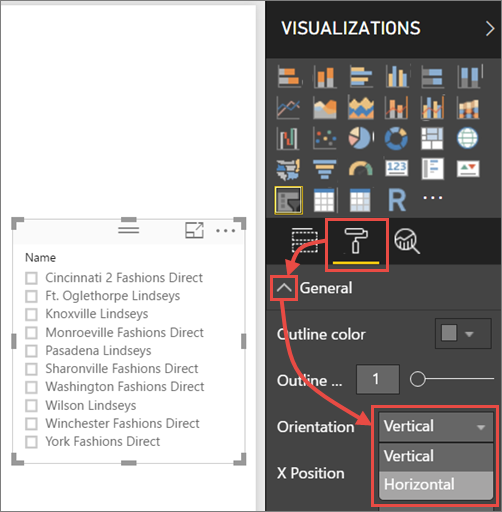 VISUALIZATIONS
123
R
Name
Cincinnati 2 Fashions Direct
Ft. Oglethorpe Lindseys
Knoxville Lindseys
Monroeville Fashions Direct
Pasadena Lindseys
Sharonville Fashions Direct
Washington Fashions Direct
Wilson Lindseys
Winchester Fashions Direct
York Fashions Direct
General
Outline color
Outline ... 1
Orientation Vertical
Vertical
Horizontal
X Position